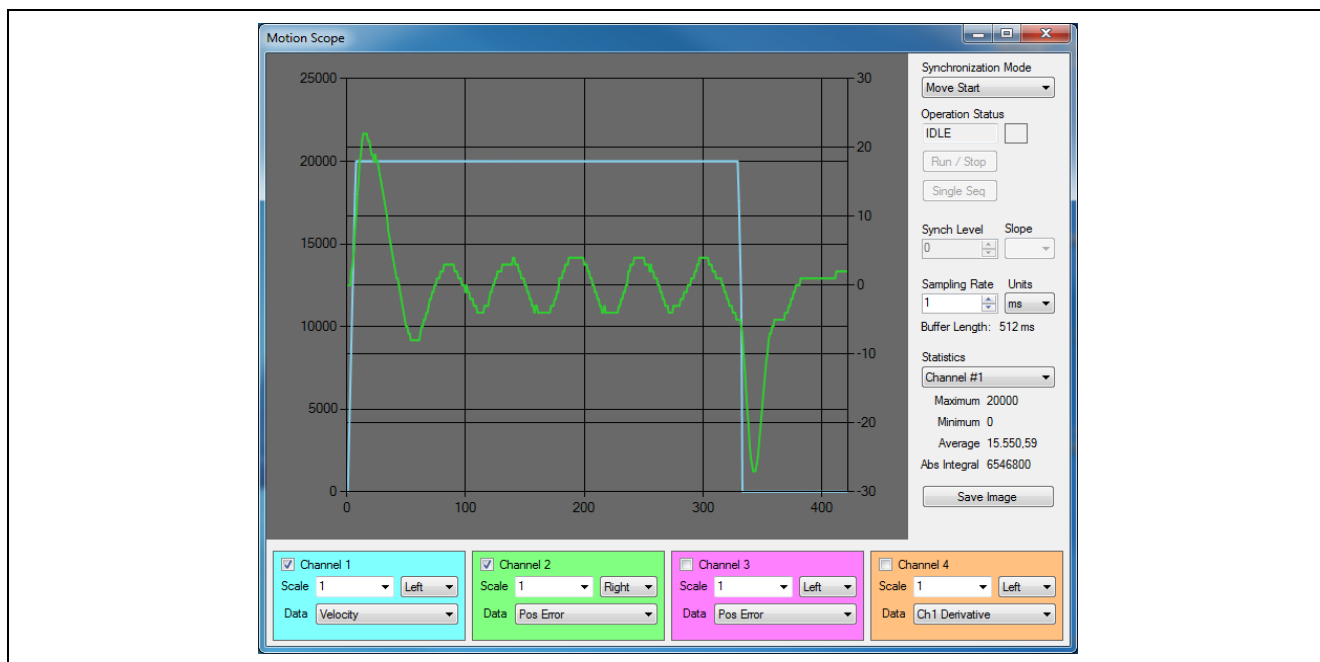 Motion Scope
25000
20000
15000
10000
5000
0
30
20
10
0
-10
-20
-30
0 100 200 300 400
Synchronization Mode
Move Start
Operation Status
IDLE
Run / Stop
Single Seq
Synch Level Slope
0
Sampling Rate Units
1 ms
Buffer Length: 512 ms
Statistics
Channel #1
Maximum 20000
Minimum 0
Average 15.550,59
Abs Integral 6546800
Save Image
Channel 1
Scale 1 Left
Data Velocity
Channel 2
Scale 1 Right
Data Pos Error
Channel 3
Scale 1 Left
Data Pos Error
Channel 4
Scale 1 Left
Data Ch1 Derivative